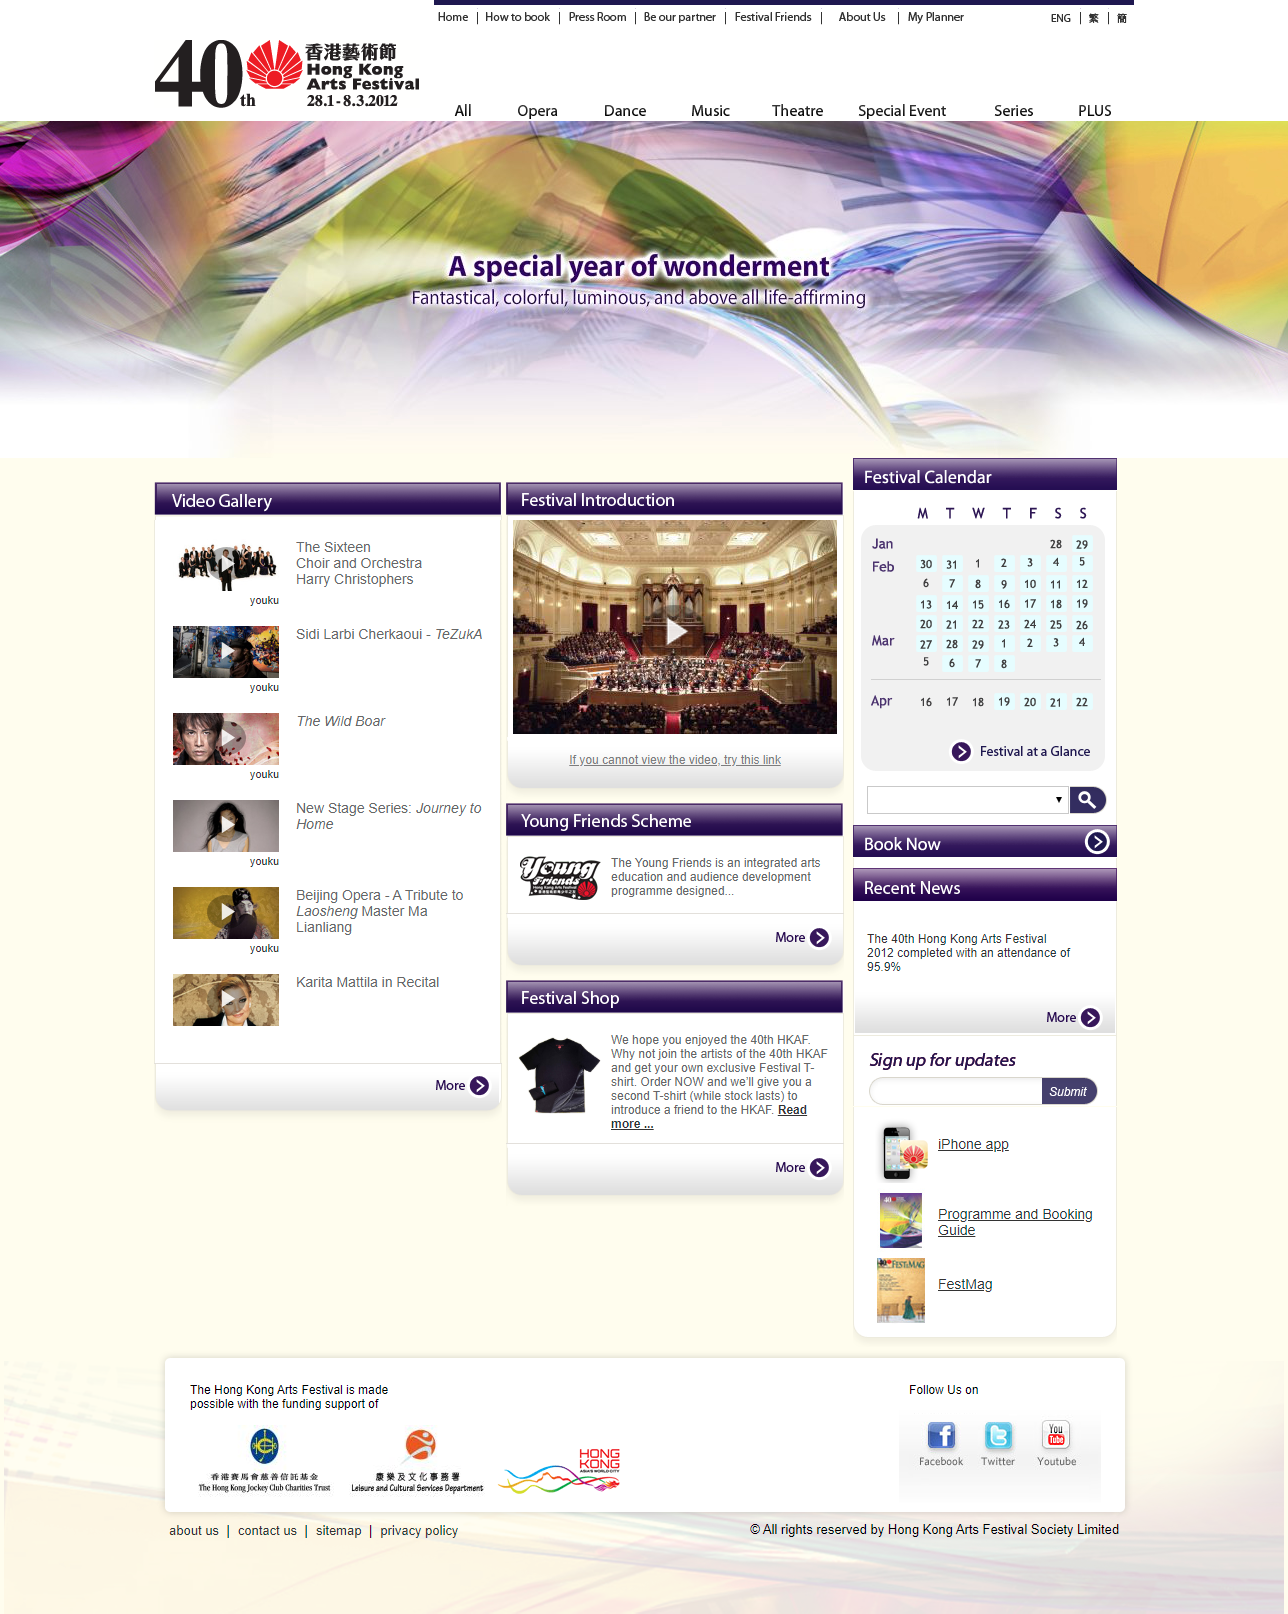 Home | How to book | Press Room | Be our partner | Festival Friends | About Us | My Planner
ENG | 繁 | 簡
40th
香港藝術節
Hong Kong
Arts Festival
28.1 - 8.3.2012
All Opera Dance Music Theatre Special Event Series PLUS
A special year of wonderment
Fantastical, colorful, luminous, and above all life-affirming
Video Gallery
The Sixteen
Choir and Orchestra
Harry Christophers
youku
Sidi Larbi Cherkaoui - TeZukA
youku
The Wild Boar
youku
New Stage Series: Journey to
Home
youku
Beijing Opera - A Tribute to
Laosheng Master Ma
Lianliang
youku
Karita Mattila in Recital
More
Festival Introduction
If you cannot view the video, try this link
Young Friends Scheme
Young
Friends
Hong Kong Arts Festival
The Young Friends is an integrated arts
education and audience development
programme designed...
More
Festival Shop
We hope you enjoyed the 40th HKAF.
Why not join the artists of the 40th HKAF
and get your own exclusive Festival T-
shirt. Order NOW and we'll give you a
second T-shirt (while stock lasts) to
introduce a friend to the HKAF. Read
more ...
More
Festival Calendar
M T W T F S S
Jan 28 29
Feb 30 31 1 2 3 4 5
6 7 8 9 10 11 12
13 14 15 16 17 18 19
20 21 22 23 24 25 26
Mar 27 28 29 1 2 3 4
5 6 7 8
Apr 16 17 18 19 20 21 22
Festival at a Glance
Book Now
Recent News
The 40th Hong Kong Arts Festival
2012 completed with an attendance of
95.9%
More
Sign up for updates
Submit
iPhone app
Programme and Booking
Guide
FESTMAG
FestMag
The Hong Kong Arts Festival is made
possible with the funding support of
香港賽馬會慈善信託基金
The Hong Kong Jockey Club Charities Trust
康樂及文化事務署
Leisure and Cultural Services Department
HONG
KONG
ASIA'S WORLD CITY
Follow Us on
You
Tube
Facebook Twitter Youtube
about us | contact us | sitemap | privacy policy
© All rights reserved by Hong Kong Arts Festival Society Limited